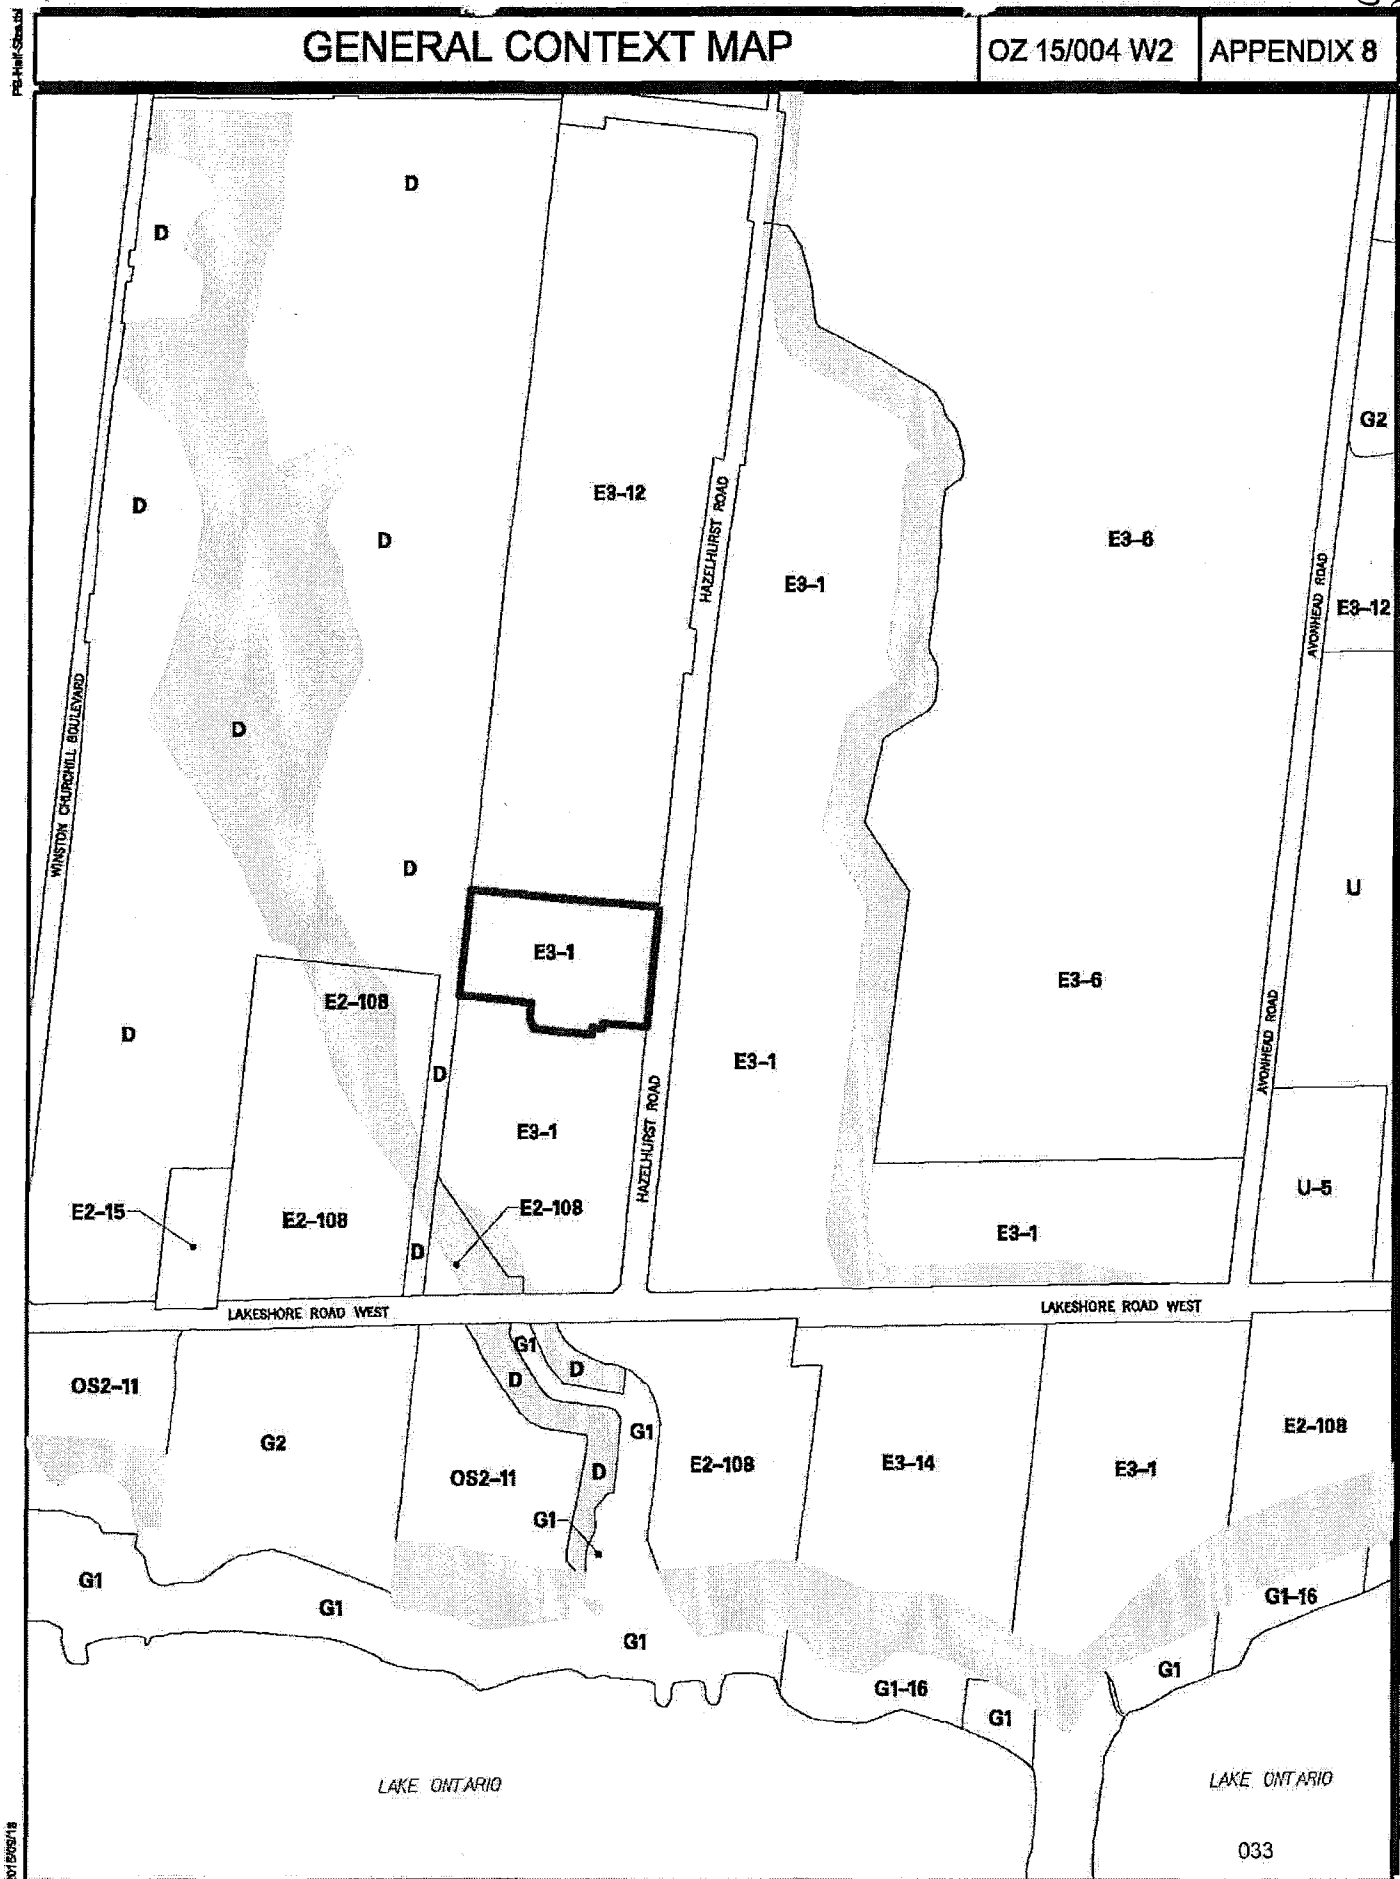 GENERAL CONTEXT MAP
OZ 15/004 W2
APPENDIX 8
D
D
G2
E3-12
D
HAZELHURST ROAD
D
E3-6
E3-1
AVONHEAD ROAD
E3-12
WINSTON CHURCHILL BOULEVARD
D
D
U
E3-1
E3-6
E2-108
D
AVONHEAD ROAD
E3-1
D
HAZELHURST ROAD
E3-1
U-5
E2-15
E2-108
E2-108
E3-1
D
LAKESHORE ROAD WEST
LAKESHORE ROAD WEST
G1
D
D
OS2-11
G2
G1
E2-108
E2-108
E3-14
E3-1
OS2-11
D
G1
G1
G1
G1-16
G1
G1
G1-16
G1
LAKE ONTARIO
LAKE ONTARIO
033